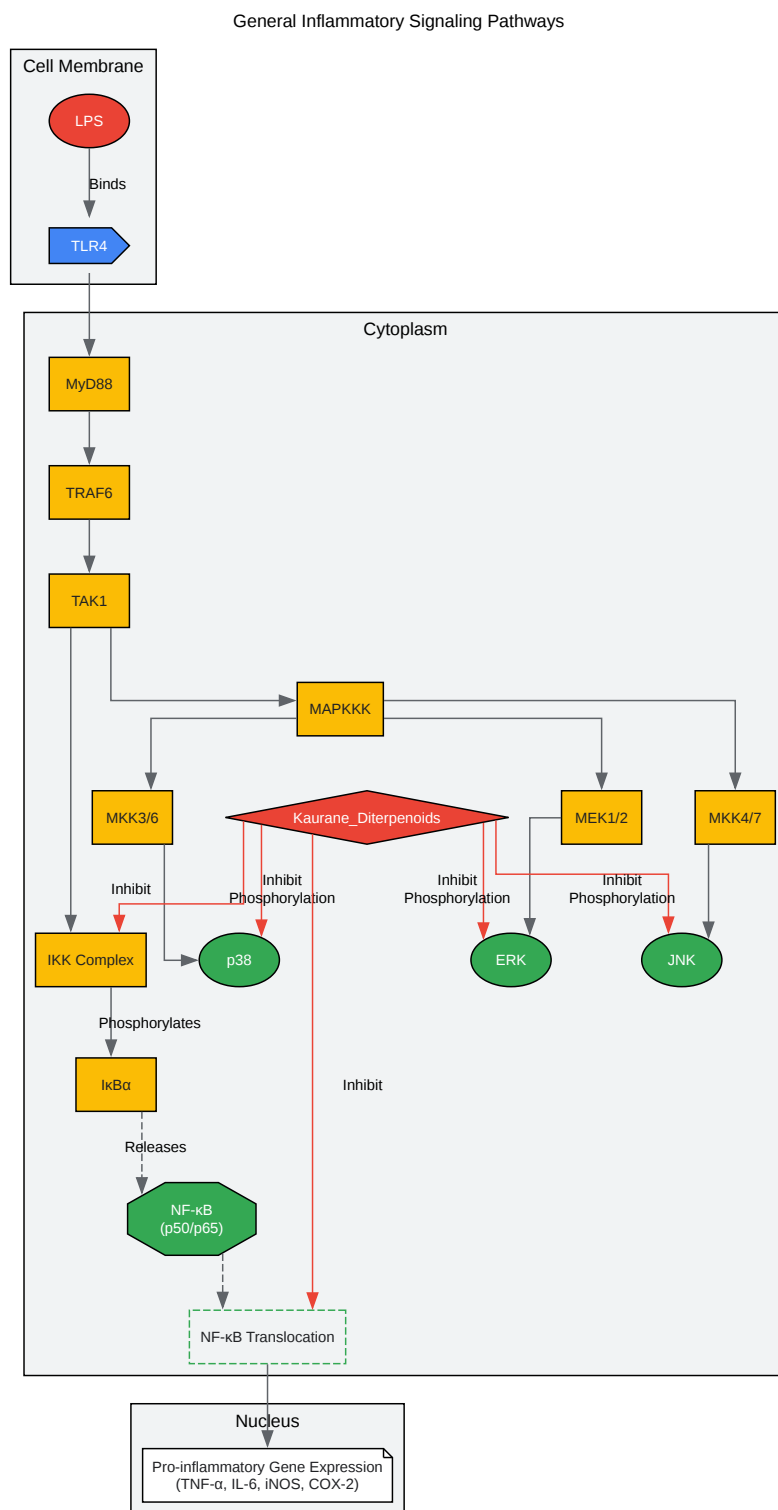 General Inflammatory Signaling Pathways
Cell Membrane
LPS
Binds
TLR4
Cytoplasm
MyD88
TRAF6
TAK1
MAPKKK
MKK3/6
Kaurane_Diterpenoids
MEK1/2
MKK4/7
Inhibit
Inhibit
Phosphorylation
Inhibit
Phosphorylation
Inhibit
Phosphorylation
IKK Complex
p38
ERK
JNK
Phosphorylates
IκBα
Inhibit
Releases
NF-κB
(p50/p65)
NF-κB Translocation
Nucleus
Pro-inflammatory Gene Expression
(TNF-α, IL-6, iNOS, COX-2)